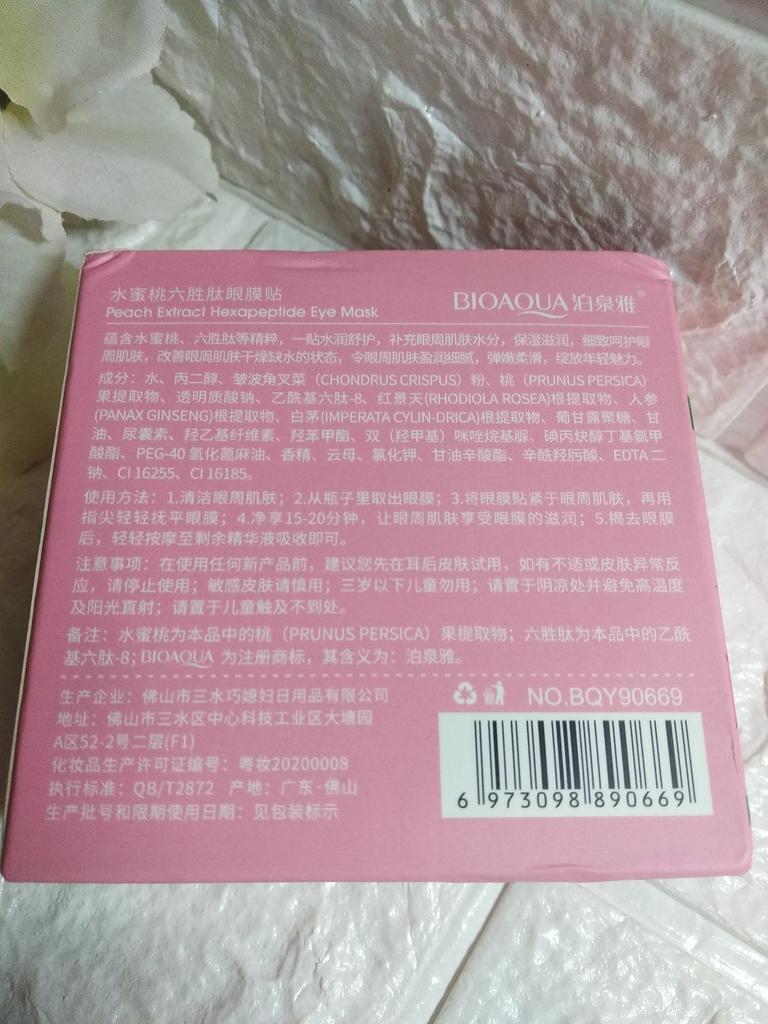 水蜜桃六胜肽眼膜贴
Peach Extract Hexapeptide Eye Mask
BIOAQUA泊泉雅®
蕴含水蜜桃、六胜肽等精粹，一贴水润舒护，补充眼周肌肤水分，保湿滋润，细致呵护眼
周肌肤，改善眼周肌肤干燥缺水的状态，令眼周肌肤盈润细腻，弹嫩柔滑，绽放年轻魅力。
成分：水、丙二醇、皱波角叉菜（CHONDRUS CRISPUS）粉、桃（PRUNUS PERSICA）
果提取物、透明质酸钠、乙酰基六肽-8、红景天(RHODIOLA ROSEA)根提取物、人参
(PANAX GINSENG)根提取物、白茅(IMPERATA CYLIN-DRICA)根提取物、葡甘露聚糖、甘
油、尿囊素、羟乙基纤维素、羟苯甲酯、双（羟甲基）咪唑烷基脲、碘丙炔醇丁基氨甲
酸酯、PEG-40 氢化蓖麻油、香精、云母、氯化钾、甘油辛酸酯、辛酰羟肟酸、EDTA 二
钠、CI 16255、CI 16185。
使用方法：1.清洁眼周肌肤；2.从瓶子里取出眼膜；3.将眼膜贴紧于眼周肌肤，再用
指尖轻轻抚平眼膜；4.净享15-20分钟，让眼周肌肤享受眼膜的滋润；5.揭去眼膜
后，轻轻按摩至剩余精华液吸收即可。
注意事项：在使用任何新产品前，建议您先在耳后皮肤试用，如有不适或皮肤异常反
应，请停止使用；敏感皮肤请慎用；三岁以下儿童勿用；请置于阴凉处并避免高温度
及阳光直射；请置于儿童触及不到处。
备注：水蜜桃为本品中的桃（PRUNUS PERSICA）果提取物；六胜肽为本品中的乙酰
基六肽-8；BIOAQUA 为注册商标，其含义为：泊泉雅。
生产企业：佛山市三水巧媳妇日用品有限公司
地址：佛山市三水区中心科技工业区大塘园
A区52-2号二层(F1)
化妆品生产许可证编号：粤妆20200008
执行标准：QB/T2872 产地：广东·佛山
生产批号和限期使用日期：见包装标示
NO.BQY90669
6 973098 890669